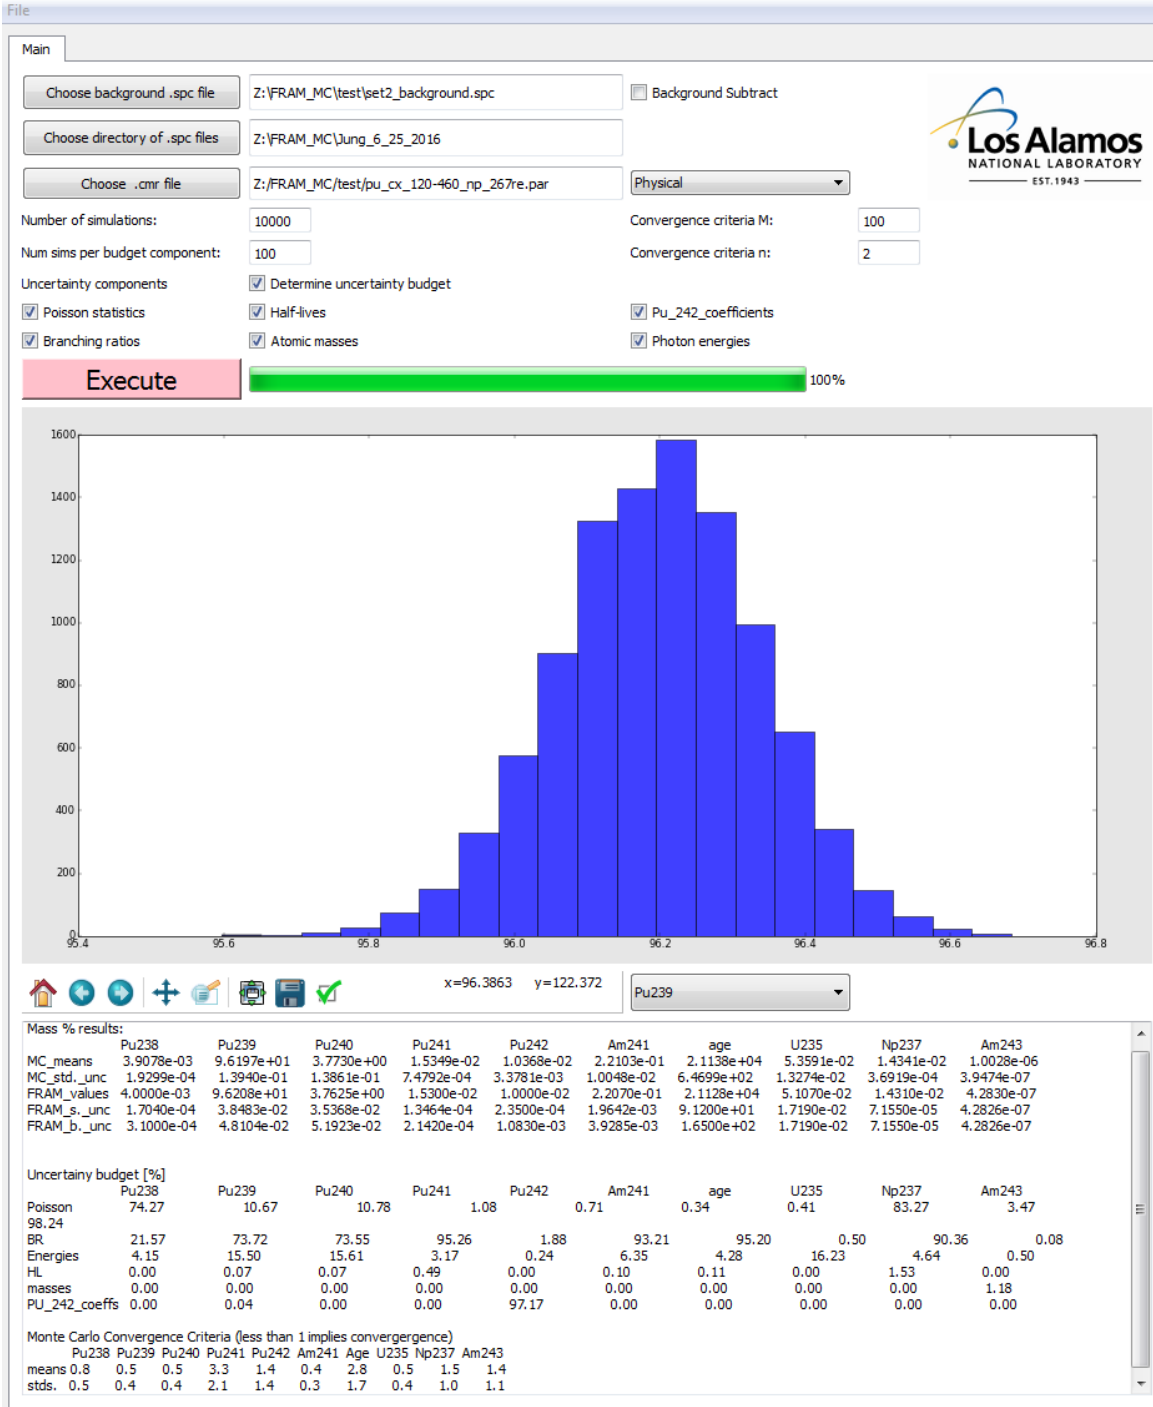 File
Main
Choose background .spc file Z:\FRAM_MC\test\set2_background.spc Background Subtract
Choose directory of .spc files Z:\FRAM_MC\Jung_6_25_2016
Los Alamos
NATIONAL LABORATORY
EST. 1943
Choose .cmr file Z:/FRAM_MC/test/pu_cx_120-460_np_267re.par Physical
Number of simulations: 10000 Convergence criteria M: 100
Num sims per budget component: 100 Convergence criteria n: 2
Uncertainty components Determine uncertainty budget
Poisson statistics Half-lives Pu_242_coefficients
Branching ratios Atomic masses Photon energies
Execute 100%
1600
1400
1200
1000
800
600
400
200
0
95.4 95.6 95.8 96.0 96.2 96.4 96.6 96.8
x=96.3863 y=122.372 Pu239
Mass % results:
Pu238 Pu239 Pu240 Pu241 Pu242 Am241 age U235 Np237 Am243
MC_means 3.9078e-03 9.6197e+01 3.7730e+00 1.5349e-02 1.0368e-02 2.2103e-01 2.1138e+04 5.3591e-02 1.4341e-02 1.0028e-06
MC_std._unc 1.9299e-04 1.3940e-01 1.3861e-01 7.4792e-04 3.3781e-03 1.0048e-02 6.4699e+02 1.3274e-02 3.6919e-04 3.9474e-07
FRAM_values 4.0000e-03 9.6208e+01 3.7625e+00 1.5300e-02 1.0000e-02 2.2070e-01 2.1128e+04 5.1070e-02 1.4310e-02 4.2830e-07
FRAM_s._unc 1.7040e-04 3.8483e-02 3.5368e-02 1.3464e-04 2.3500e-04 1.9642e-03 9.1200e+01 1.7190e-02 7.1550e-05 4.2826e-07
FRAM_b._unc 3.1000e-04 4.8104e-02 5.1923e-02 2.1420e-04 1.0830e-03 3.9285e-03 1.6500e+02 1.7190e-02 7.1550e-05 4.2826e-07
Uncertainy budget [%]
Pu238 Pu239 Pu240 Pu241 Pu242 Am241 age U235 Np237 Am243
Poisson 74.27 10.67 10.78 1.08 0.71 0.34 0.41 83.27 3.47
98.24
BR 21.57 73.72 73.55 95.26 1.88 93.21 95.20 0.50 90.36 0.08
Energies 4.15 15.50 15.61 3.17 0.24 6.35 4.28 16.23 4.64 0.50
HL 0.00 0.07 0.07 0.49 0.00 0.10 0.11 0.00 1.53 0.00
masses 0.00 0.00 0.00 0.00 0.00 0.00 0.00 0.00 0.00 1.18
PU_242_coeffs 0.00 0.04 0.00 0.00 97.17 0.00 0.00 0.00 0.00 0.00
Monte Carlo Convergence Criteria (less than 1 implies convergergence)
Pu238 Pu239 Pu240 Pu241 Pu242 Am241 Age U235 Np237 Am243
means 0.8 0.5 0.5 3.3 1.4 0.4 2.8 0.5 1.5 1.4
stds. 0.5 0.4 0.4 2.1 1.4 0.3 1.7 0.4 1.0 1.1